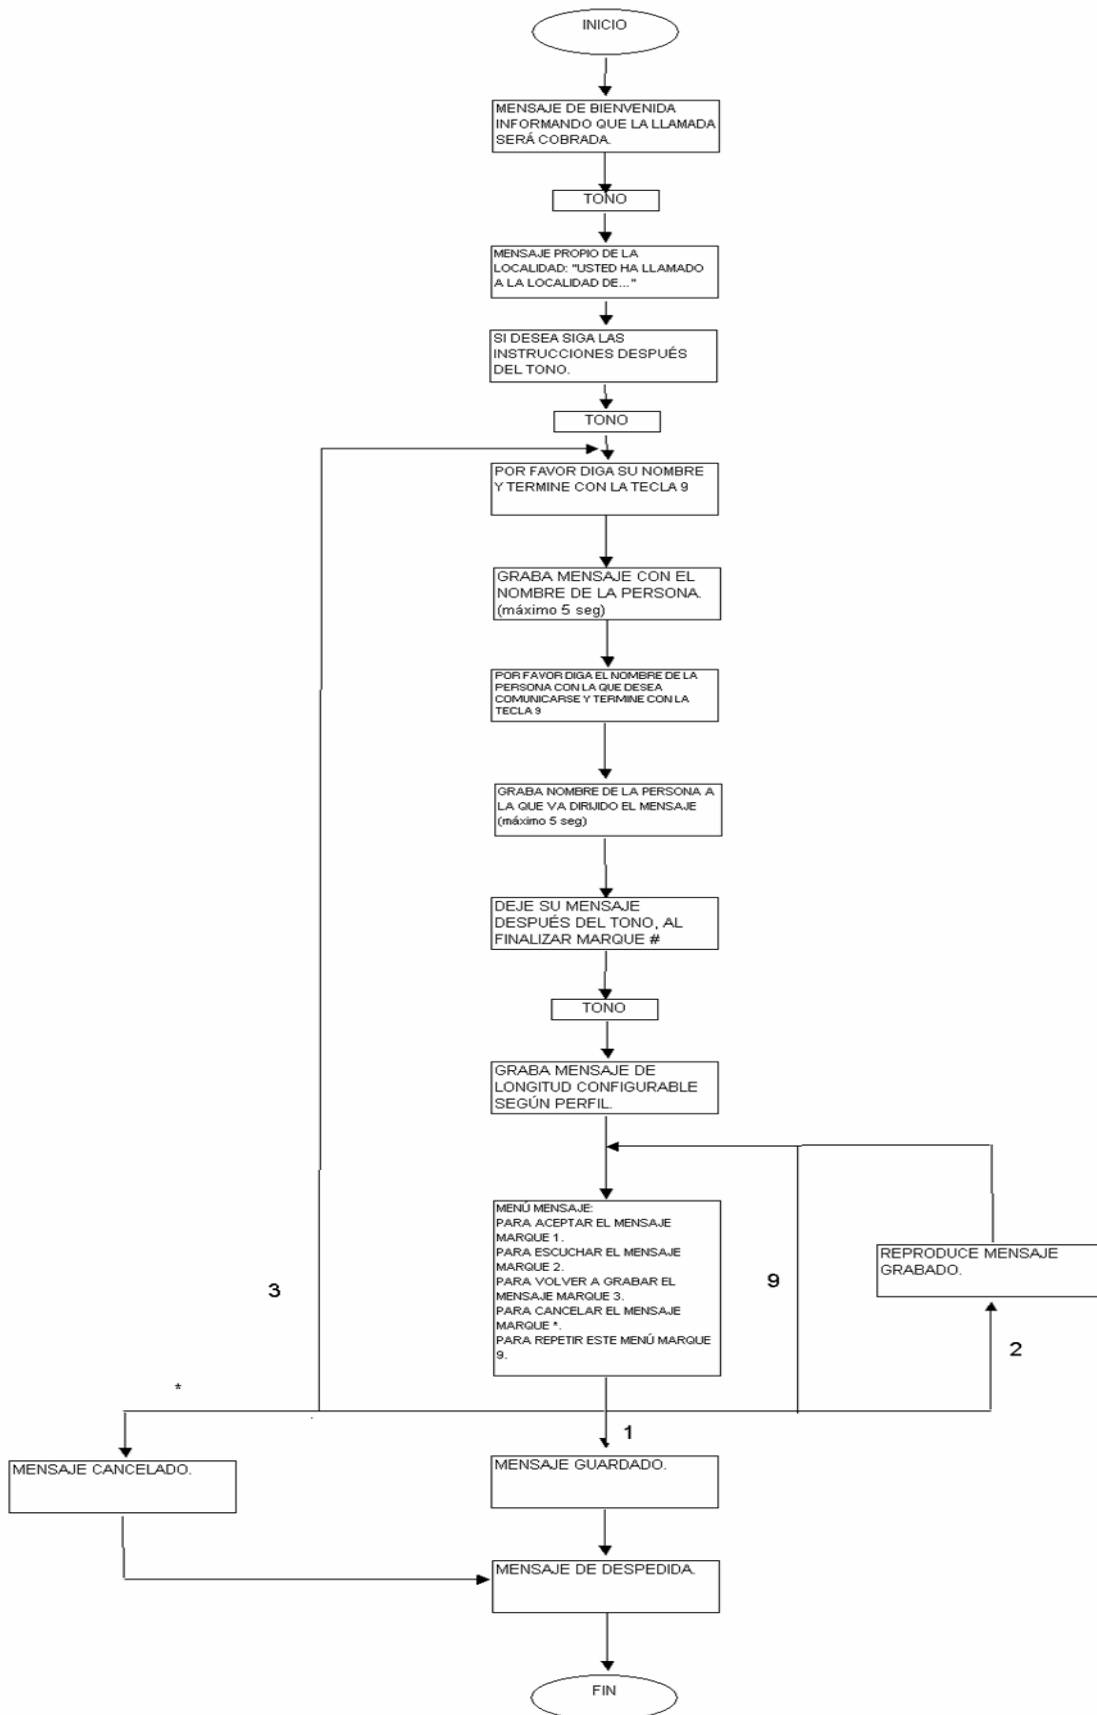 INICIO
MENSAJE DE BIENVENIDA
INFORMANDO QUE LA LLAMADA
SERÁ COBRADA.
TONO
MENSAJE PROPIO DE LA
LOCALIDAD: "USTED HA LLAMADO
A LA LOCALIDAD DE..."
SI DESEA SIGA LAS
INSTRUCCIONES DESPUÉS
DEL TONO.
TONO
POR FAVOR DIGA SU NOMBRE
Y TERMINE CON LA TECLA 9
GRABA MENSAJE CON EL
NOMBRE DE LA PERSONA.
(máximo 5 seg)
POR FAVOR DIGA EL NOMBRE DE LA
PERSONA CON LA QUE DESEA
COMUNICARSE Y TERMINE CON LA
TECLA 9
GRABA NOMBRE DE LA PERSONA A
LA QUE VA DIRIJIDO EL MENSAJE
(máximo 5 seg)
DEJE SU MENSAJE
DESPUÉS DEL TONO, AL
FINALIZAR MARQUE #
TONO
GRABA MENSAJE DE
LONGITUD CONFIGURABLE
SEGÚN PERFIL.
MENÚ MENSAJE:
PARA ACEPTAR EL MENSAJE
MARQUE 1.
PARA ESCUCHAR EL MENSAJE
MARQUE 2.
PARA VOLVER A GRABAR EL
MENSAJE MARQUE 3.
PARA CANCELAR EL MENSAJE
MARQUE *.
PARA REPETIR ESTE MENÚ MARQUE
9.
REPRODUCE MENSAJE
GRABADO.
3
9
2
*
1
MENSAJE CANCELADO.
MENSAJE GUARDADO.
MENSAJE DE DESPEDIDA.
FIN